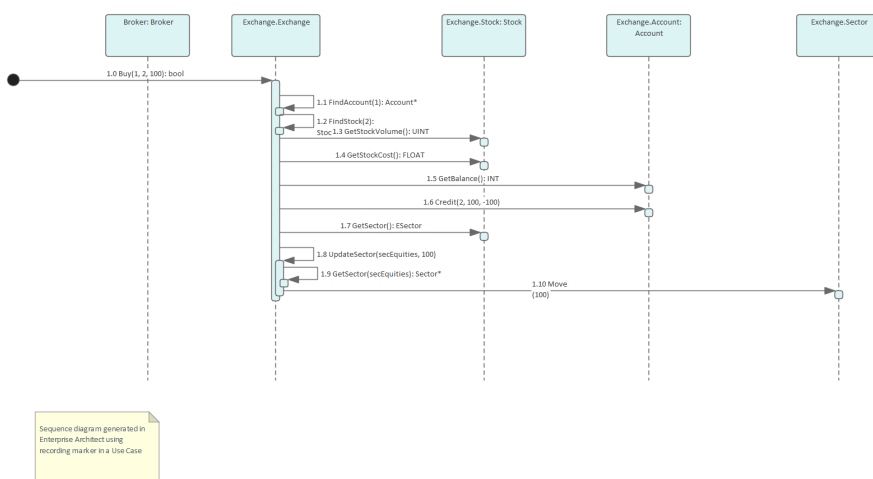 Broker: Broker
Exchange.Exchange
Exchange.Stock: Stock
Exchange.Account:
Account
Exchange.Sector
1.0 Buy(1, 2, 100): bool
1.1 FindAccount(1): Account*
1.2 FindStock(2):
Stoc
1.3 GetStockVolume(): UINT
1.4 GetStockCost(): FLOAT
1.5 GetBalance(): INT
1.6 Credit(2, 100, -100)
1.7 GetSector(): ESector
1.8 UpdateSector(secEquities, 100)
1.9 GetSector(secEquities): Sector*
1.10 Move
(100)
Sequence diagram generated in
Enterprise Architect using
recording marker in a Use Case